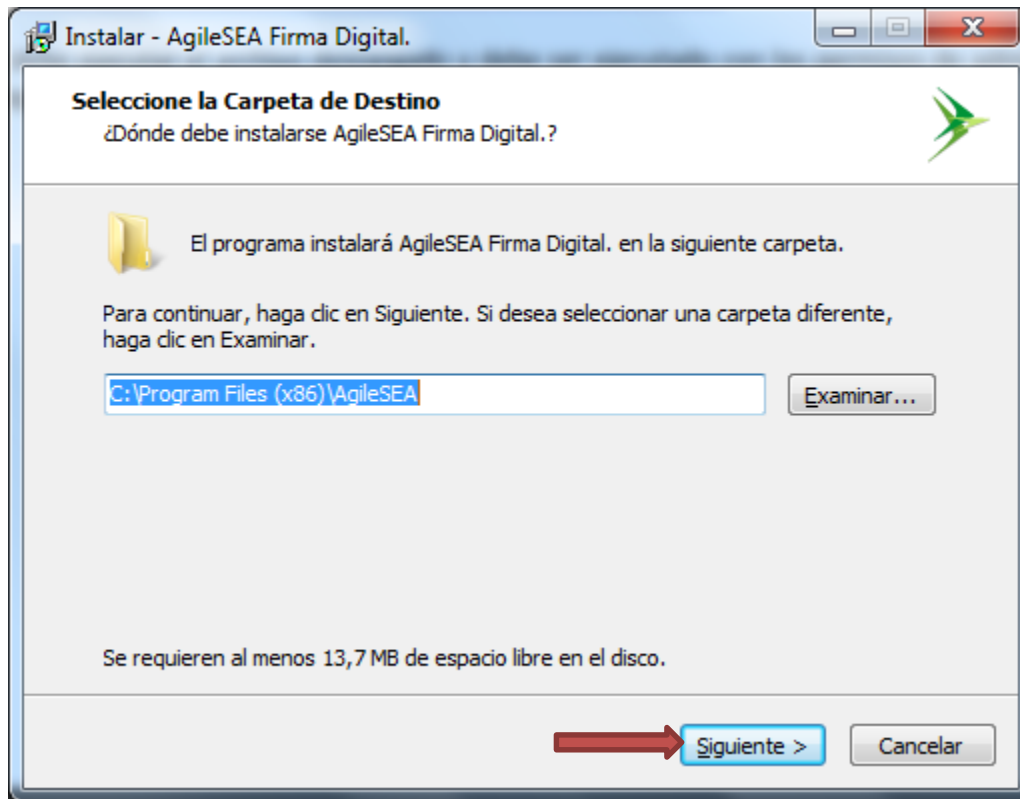 Instalar - AgileSEA Firma Digital.
Seleccione la Carpeta de Destino
¿Dónde debe instalarse AgileSEA Firma Digital.?
El programa instalará AgileSEA Firma Digital. en la siguiente carpeta.
Para continuar, haga clic en Siguiente. Si desea seleccionar una carpeta diferente,
haga clic en Examinar.
C:\Program Files (x86)\AgileSEA
Examinar...
Se requieren al menos 13,7 MB de espacio libre en el disco.
Siguiente >
Cancelar